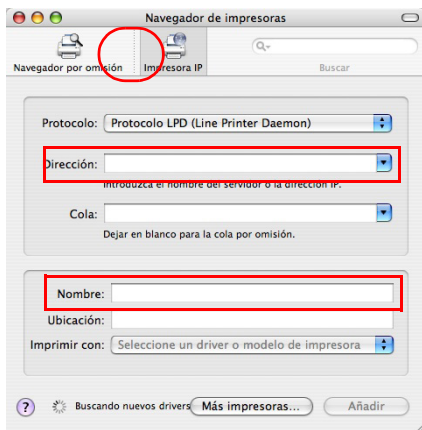 Navegador de impresoras
Navegador por omisión Impresora IP Buscar
Protocolo: Protocolo LPD (Line Printer Daemon)
Dirección:
Introduzca el nombre del servidor o la dirección IP.
Cola:
Dejar en blanco para la cola por omisión.
Nombre:
Ubicación:
Imprimir con: Seleccione un driver o modelo de impresora
? Buscando nuevos drivers Más impresoras... Añadir